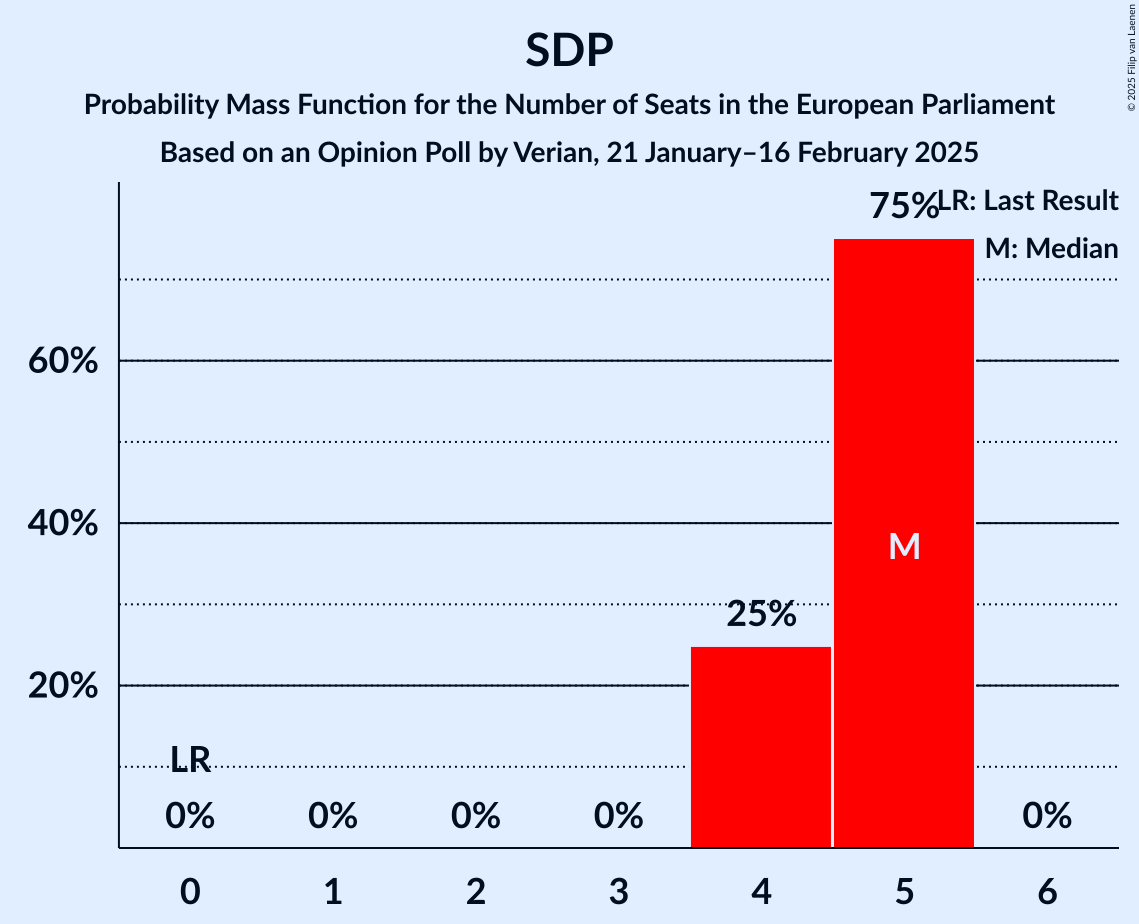 SDP
Probability Mass Function for the Number of Seats in the European Parliament
Based on an Opinion Poll by Verian, 21 January–16 February 2025
© 2025 Filip van Laenen
LR: Last Result
M: Median
75%
60%
40%
M
25%
20%
LR
0%
0%
0%
0%
0%
0
1
2
3
4
5
6